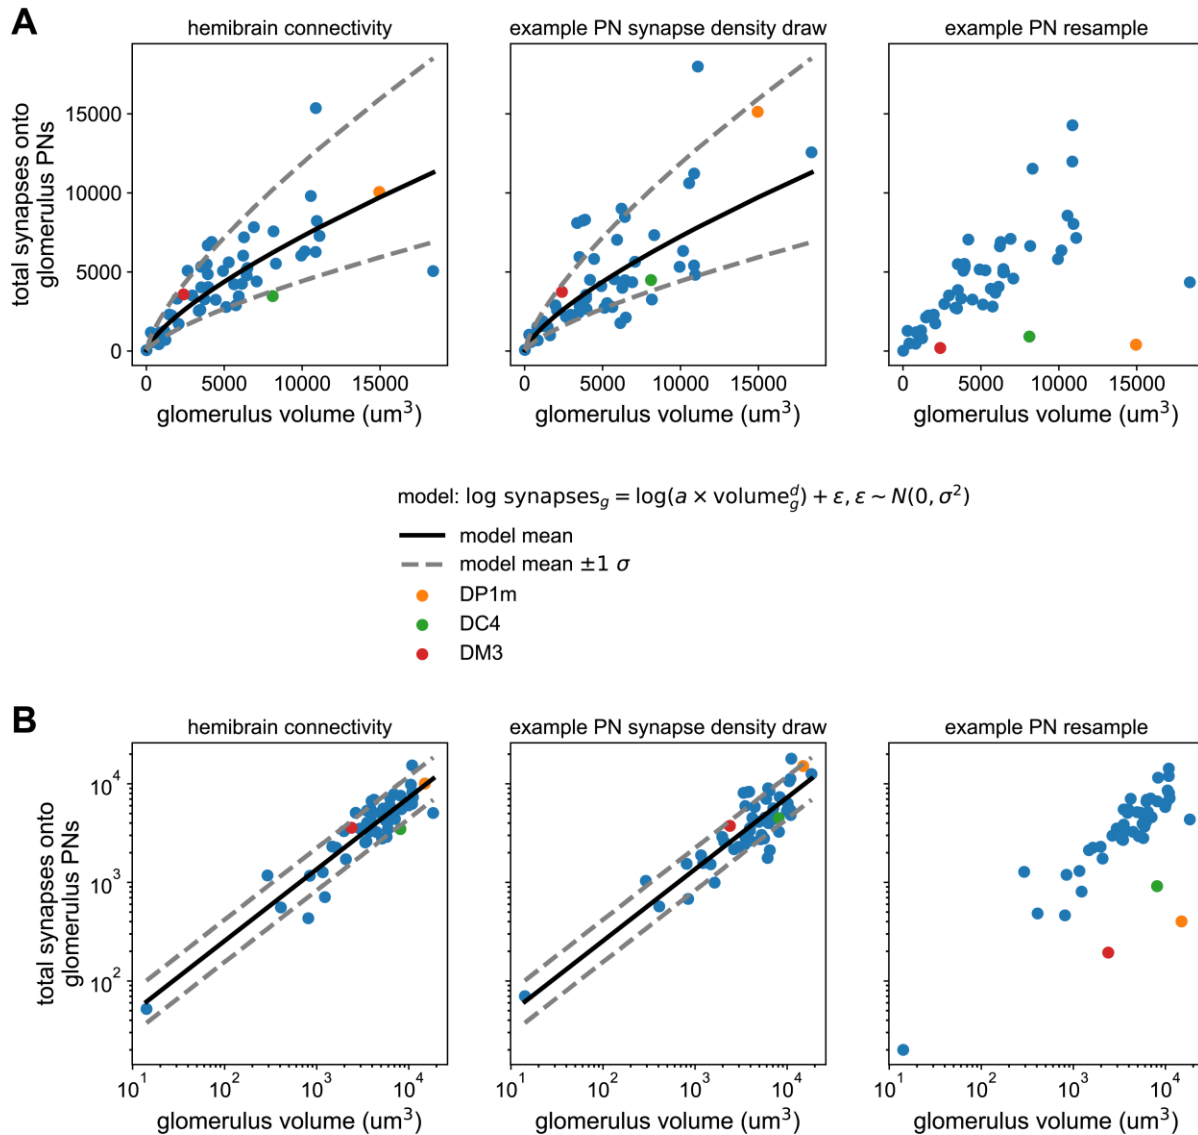 A
hemibrain connectivity
example PN synapse density draw
example PN resample
total synapses onto
glomerulus PNs
15000
10000
5000
0
0 5000 10000 15000
0 5000 10000 15000
0 5000 10000 15000
glomerulus volume (um³)
glomerulus volume (um³)
glomerulus volume (um³)
model: log synapses_g = log(a × volume_g^d) + ε, ε ~ N(0, σ²)
model mean
model mean ±1 σ
DP1m
DC4
DM3
B
hemibrain connectivity
example PN synapse density draw
example PN resample
total synapses onto
glomerulus PNs
10⁴
10³
10²
10¹ 10² 10³ 10⁴
10¹ 10² 10³ 10⁴
10¹ 10² 10³ 10⁴
glomerulus volume (um³)
glomerulus volume (um³)
glomerulus volume (um³)